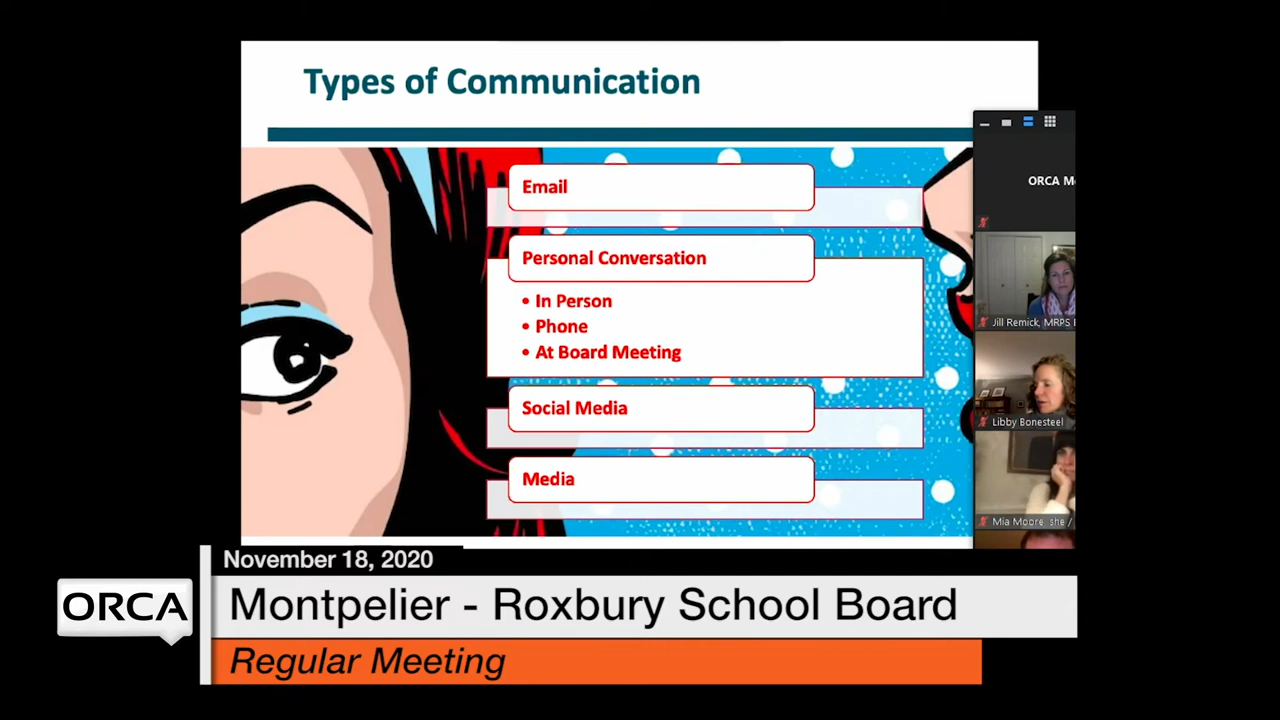 Types of Communication
Email
Personal Conversation
• In Person
• Phone
• At Board Meeting
Social Media
Media
ORCA M
Jill Remick, MRPS
Libby Bonesteel
Mia Moore she /
November 18, 2020
ORCA
Montpelier - Roxbury School Board
Regular Meeting